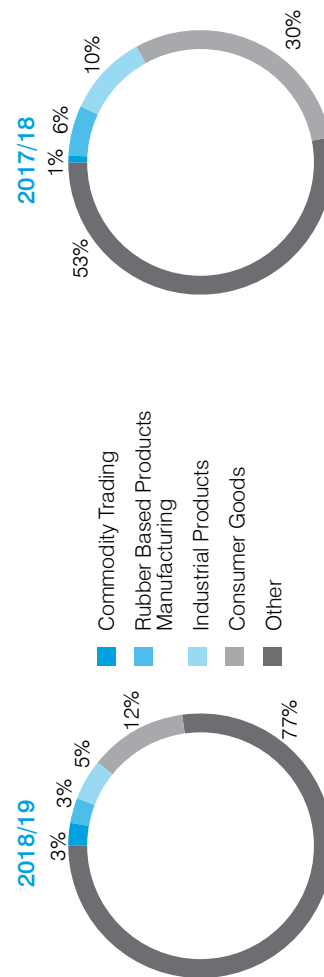 2018/19
3%
3%
5%
12%
77%
Commodity Trading
Rubber Based Products
Manufacturing
Industrial Products
Consumer Goods
Other
2017/18
1%
6%
10%
30%
53%